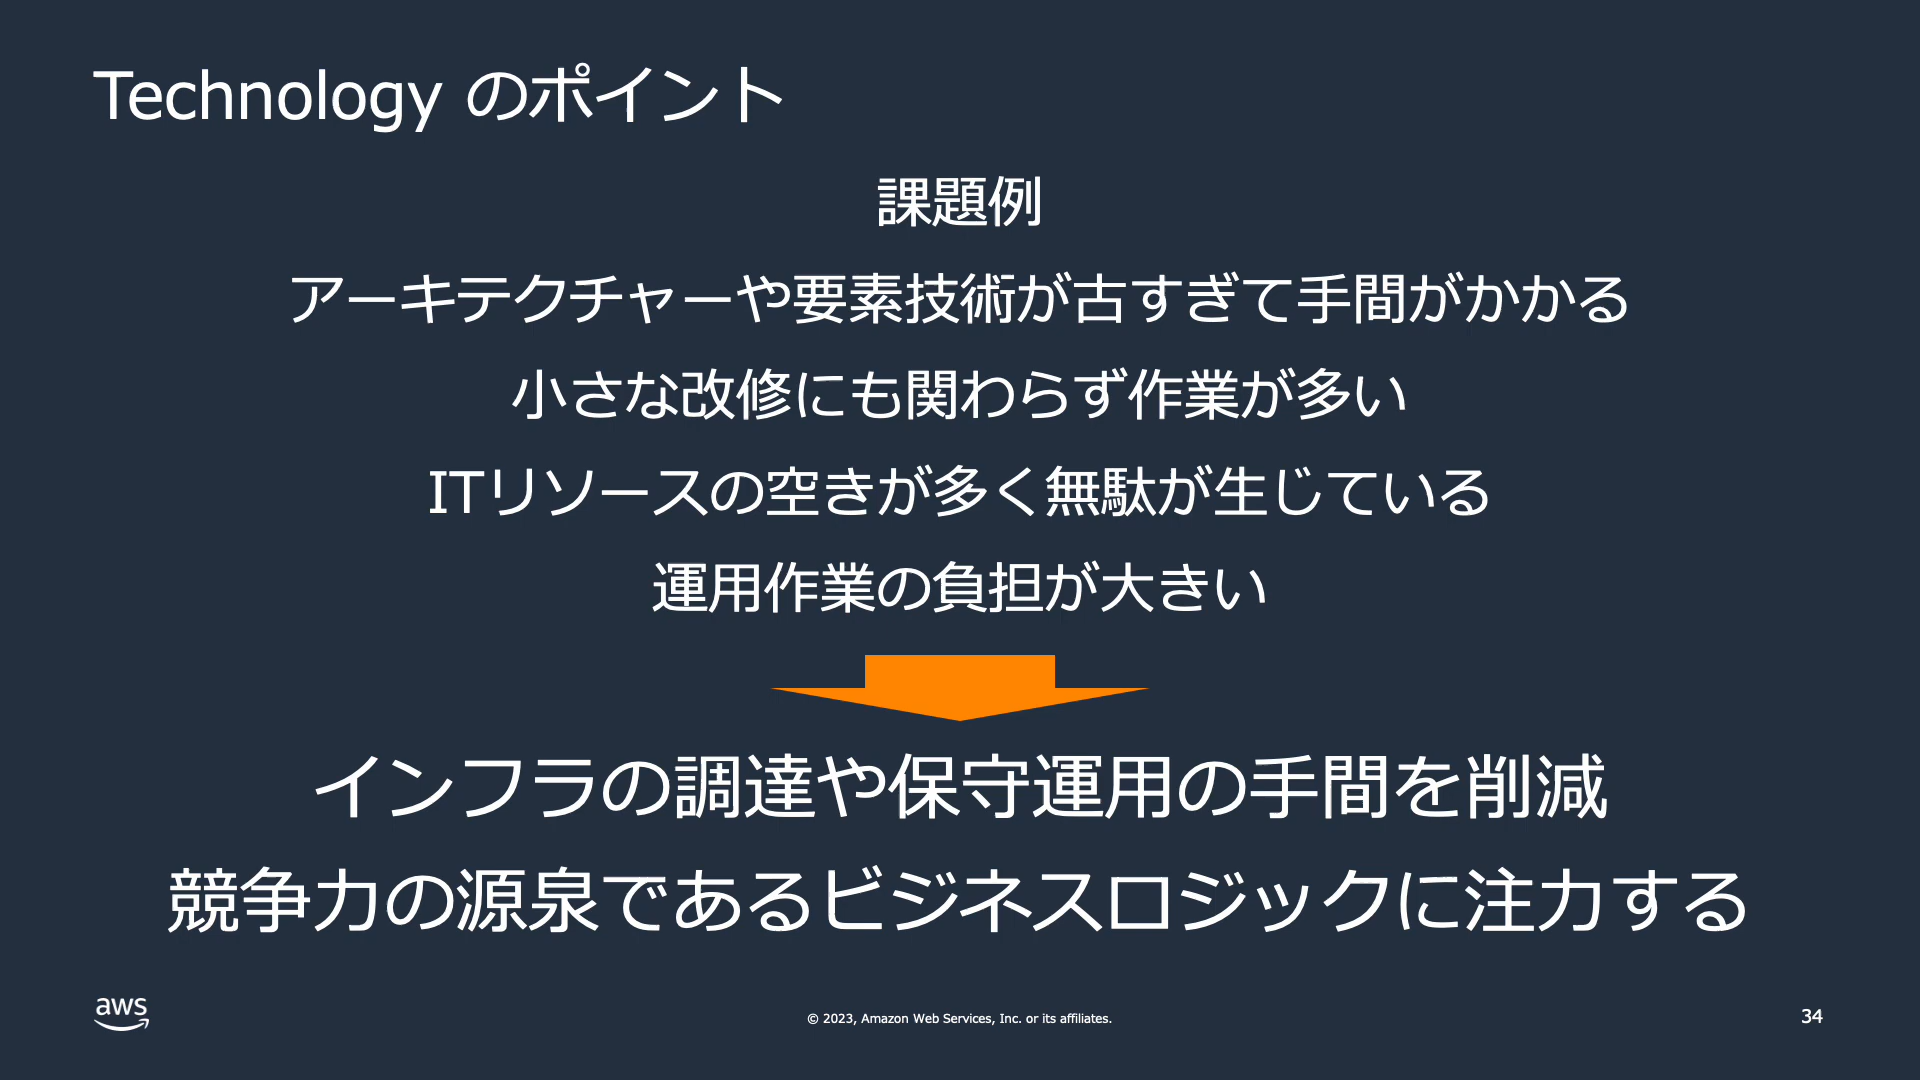 Technology のポイント
課題例
アーキテクチャーや要素技術が古すぎて手間がかかる
小さな改修にも関わらず作業が多い
ITリソースの空きが多く無駄が生じている
運用作業の負担が大きい
インフラの調達や保守運用の手間を削減
競争力の源泉であるビジネスロジックに注力する
aws
© 2023, Amazon Web Services, Inc. or its affiliates.
34